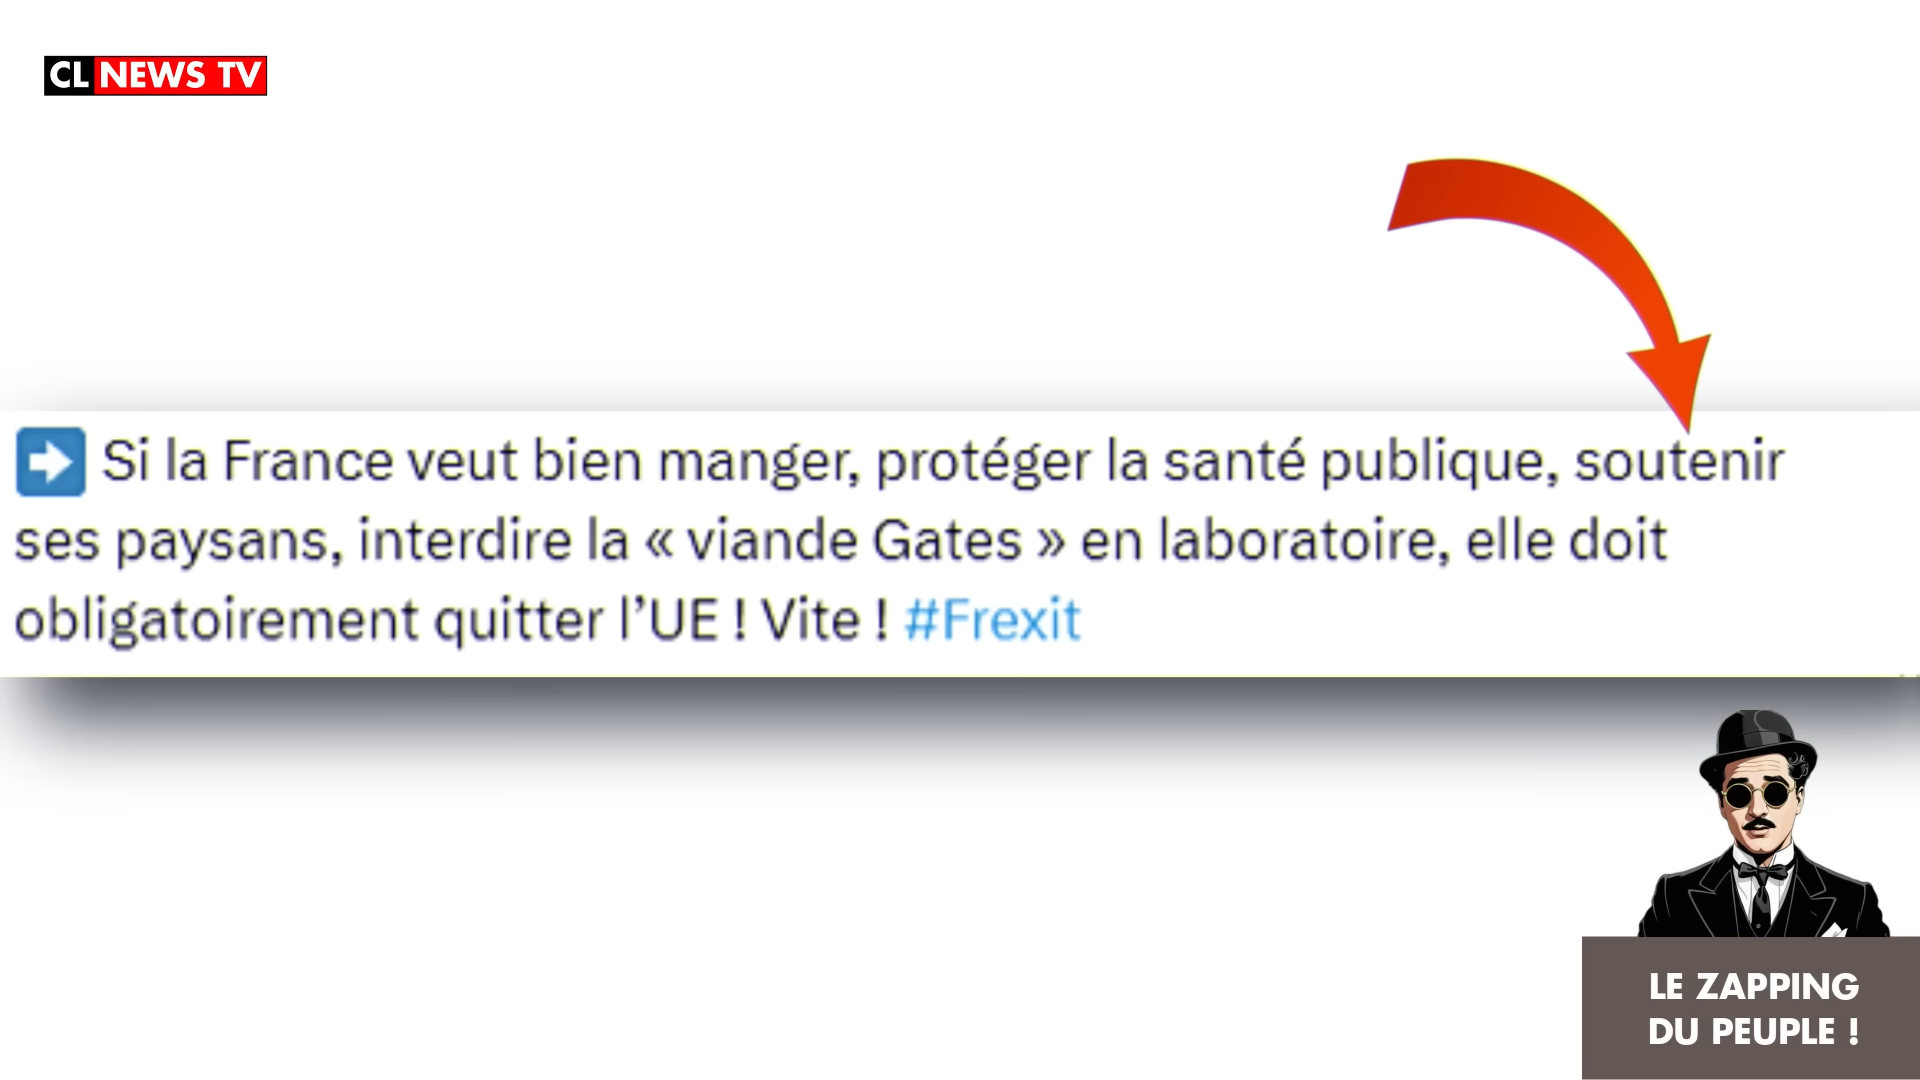 CL NEWS TV
Si la France veut bien manger, protéger la santé publique, soutenir
ses paysans, interdire la « viande Gates » en laboratoire, elle doit
obligatoirement quitter l’UE ! Vite ! #Frexit
LE ZAPPING
DU PEUPLE !